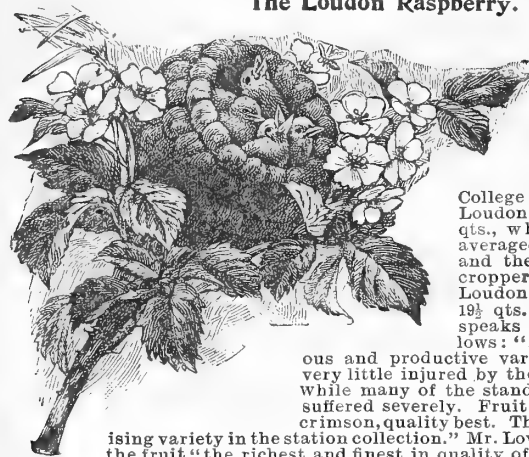 The Loudon Raspberry.
College
Loudon
qts.,
averaged
and the
cropper
Loudon
19½ qts.
speaks
lows: "
ous and productive var
very little injured by the
While many of the stand
suffered severely. Fruit
crimson, quality best. Th
ising variety in the station collection." Mr. Lov
the fruit "the richest and finest in quality of